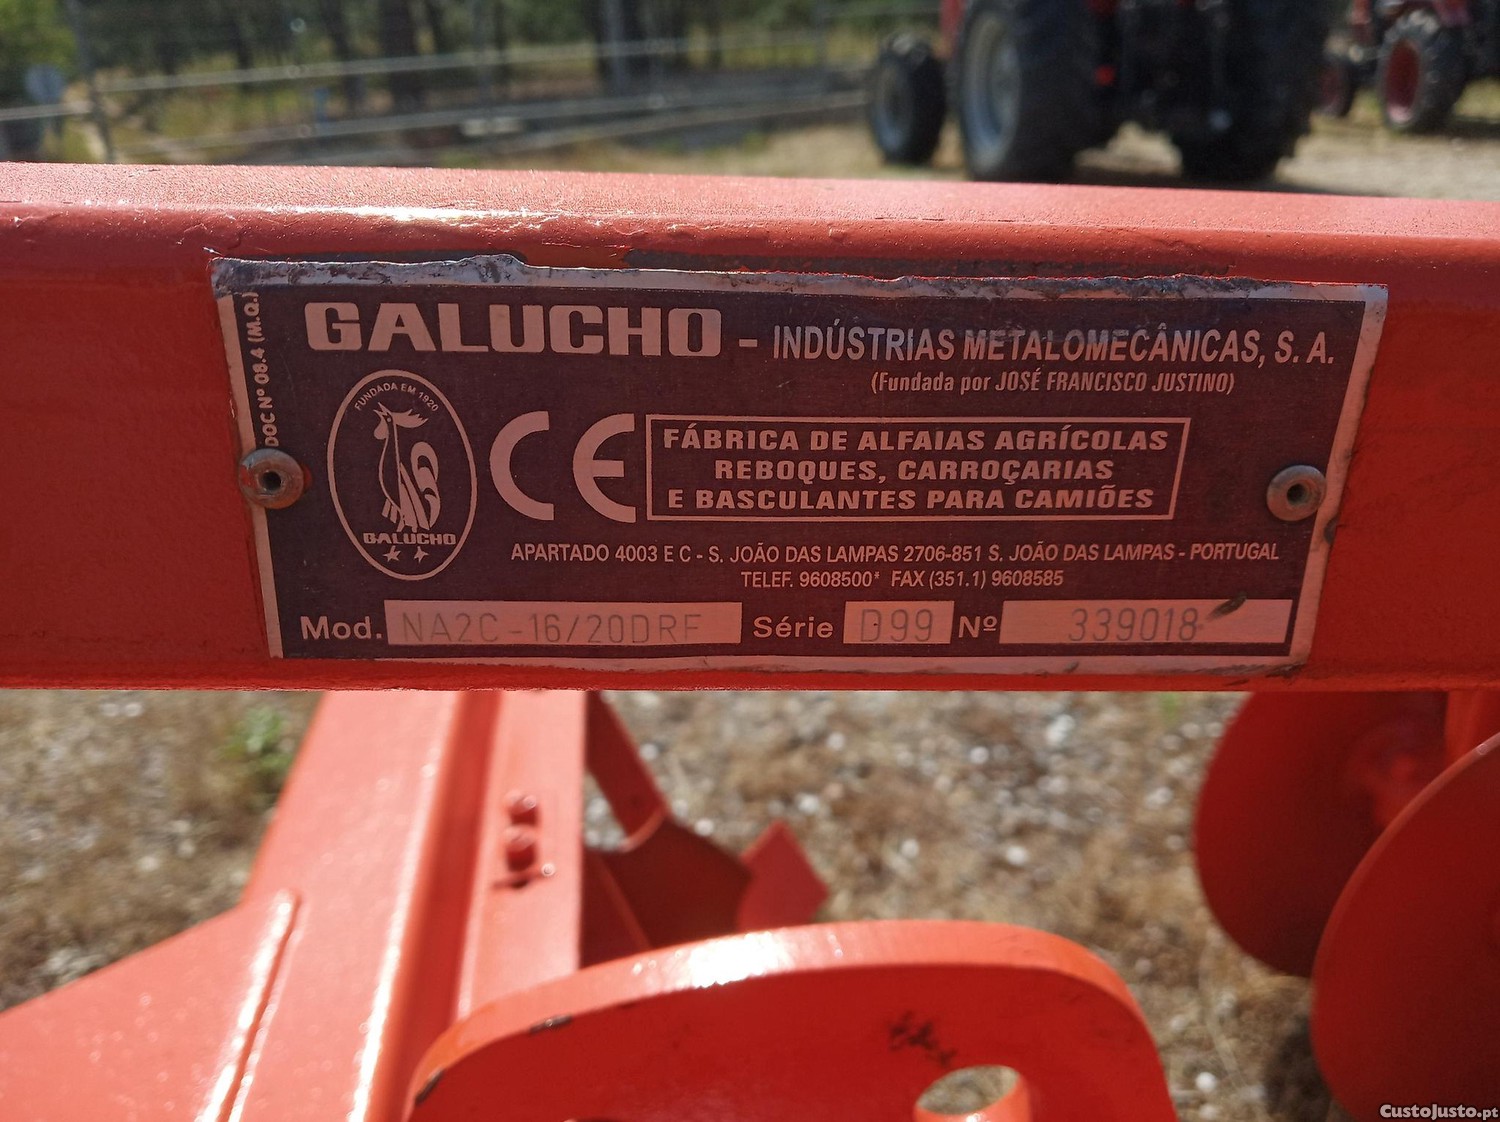 GALUCHO - INDÚSTRIAS METALOMECÂNICAS, S. A.
(Fundada por JOSÉ FRANCISCO JUSTINO)
DOC Nº 08.4 (M.Q.)
FUNDADA EM 1920
GALUCHO
CE
FÁBRICA DE ALFAIAS AGRÍCOLAS
REBOQUES, CARROÇARIAS
E BASCULANTES PARA CAMIÕES
APARTADO 4003 E C - S. JOÃO DAS LAMPAS 2706-851 S. JOÃO DAS LAMPAS - PORTUGAL
TELEF. 9608500* FAX (351.1) 9608585
Mod. NA2C-16/20DRF Série D99 Nº 339018
CustoJusto.pt